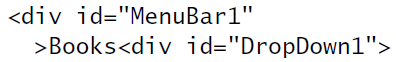 <div id="MenuBar1"
>Books<div id="DropDown1">